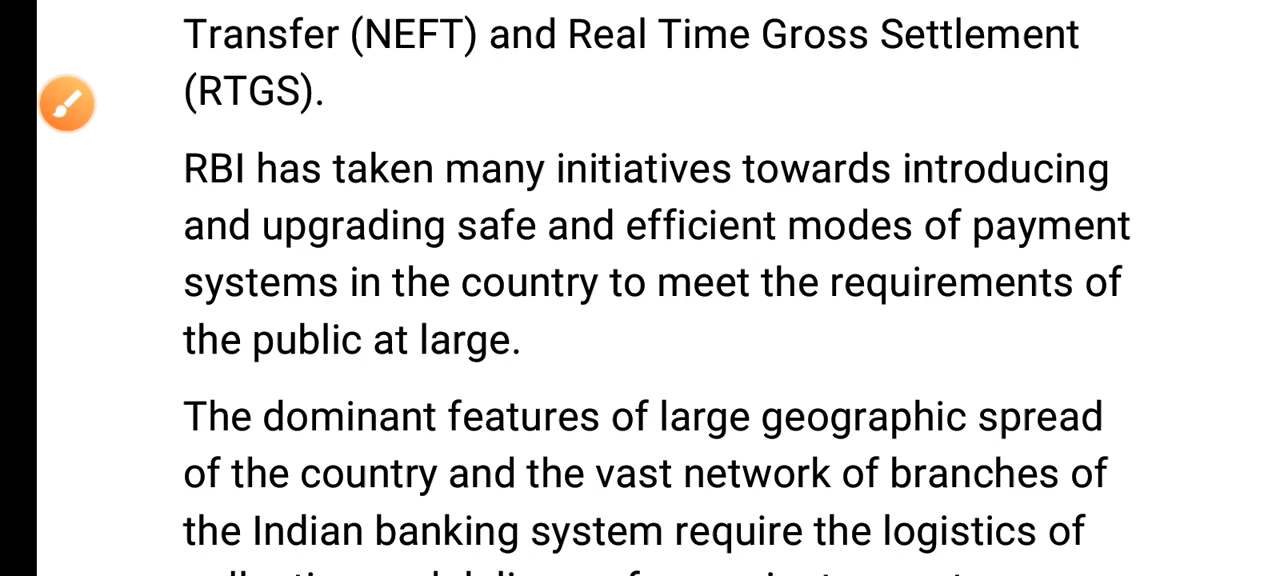 Transfer (NEFT) and Real Time Gross Settlement
(RTGS).
RBI has taken many initiatives towards introducing
and upgrading safe and efficient modes of payment
systems in the country to meet the requirements of
the public at large.
The dominant features of large geographic spread
of the country and the vast network of branches of
the Indian banking system require the logistics of